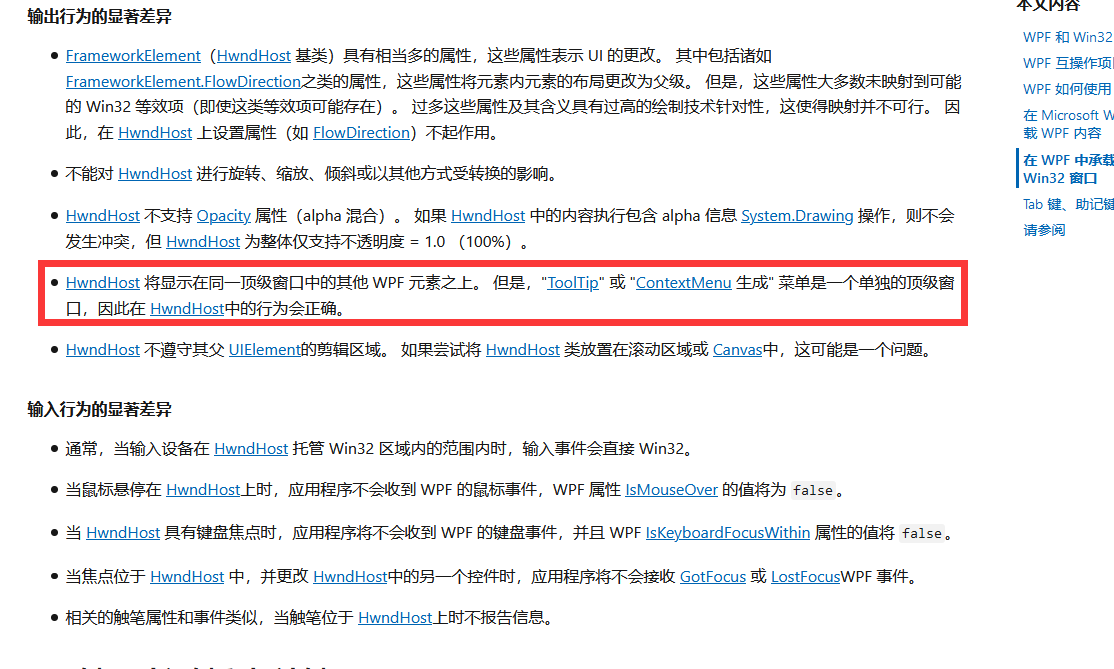 输出行为的显著差异
FrameworkElement（HwndHost 基类）具有相当多的属性，这些属性表示 UI 的更改。 其中包括诸如
FrameworkElement.FlowDirection之类的属性，这些属性将元素内元素的布局更改为父级。 但是，这些属性大多数未映射到可能
的 Win32 等效项（即使这类等效项可能存在）。 过多这些属性及其含义具有过高的绘制技术针对性，这使得映射并不可行。 因
此，在 HwndHost 上设置属性（如 FlowDirection）不起作用。
不能对 HwndHost 进行旋转、缩放、倾斜或以其他方式受转换的影响。
HwndHost 不支持 Opacity 属性（alpha 混合）。 如果 HwndHost 中的内容执行包含 alpha 信息 System.Drawing 操作，则不会
发生冲突，但 HwndHost 为整体仅支持不透明度 = 1.0 （100%）。
HwndHost 将显示在同一顶级窗口中的其他 WPF 元素之上。 但是，"ToolTip" 或 "ContextMenu 生成" 菜单是一个单独的顶级窗
口，因此在 HwndHost中的行为会正确。
HwndHost 不遵守其父 UIElement的剪辑区域。 如果尝试将 HwndHost 类放置在滚动区域或 Canvas中，这可能是一个问题。
输入行为的显著差异
通常，当输入设备在 HwndHost 托管 Win32 区域内的范围内时，输入事件会直接 Win32。
当鼠标悬停在 HwndHost上时，应用程序不会收到 WPF 的鼠标事件，WPF 属性 IsMouseOver 的值将为 false。
当 HwndHost 具有键盘焦点时，应用程序将不会收到 WPF 的键盘事件，并且 WPF IsKeyboardFocusWithin 属性的值将 false。
当焦点位于 HwndHost 中，并更改 HwndHost中的另一个控件时，应用程序将不会接收 GotFocus 或 LostFocusWPF 事件。
相关的触笔属性和事件类似，当触笔位于 HwndHost上时不报告信息。
本文内容
WPF 和 Win32
WPF 互操作项
WPF 如何使用
在 Microsoft W
载 WPF 内容
在 WPF 中承载
Win32 窗口
Tab 键、助记键
请参阅